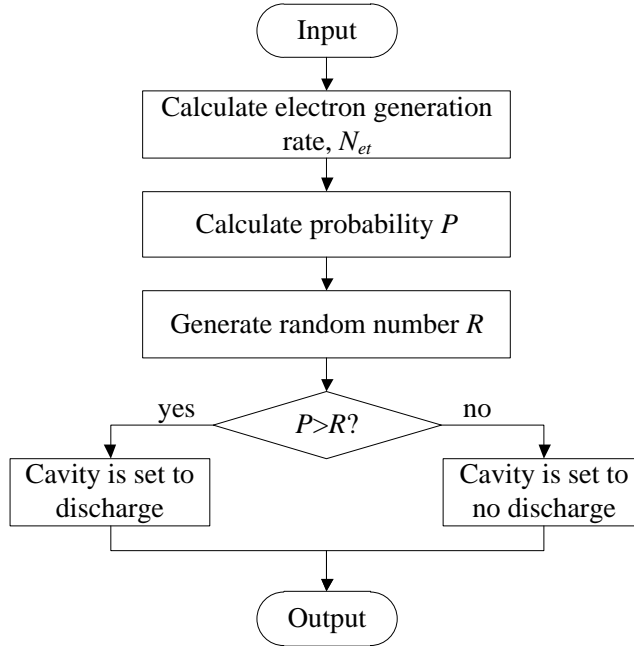 Input
Calculate electron generation
rate, Net
Calculate probability P
Generate random number R
P>R?
yes
no
Cavity is set to
discharge
Cavity is set to
no discharge
Output